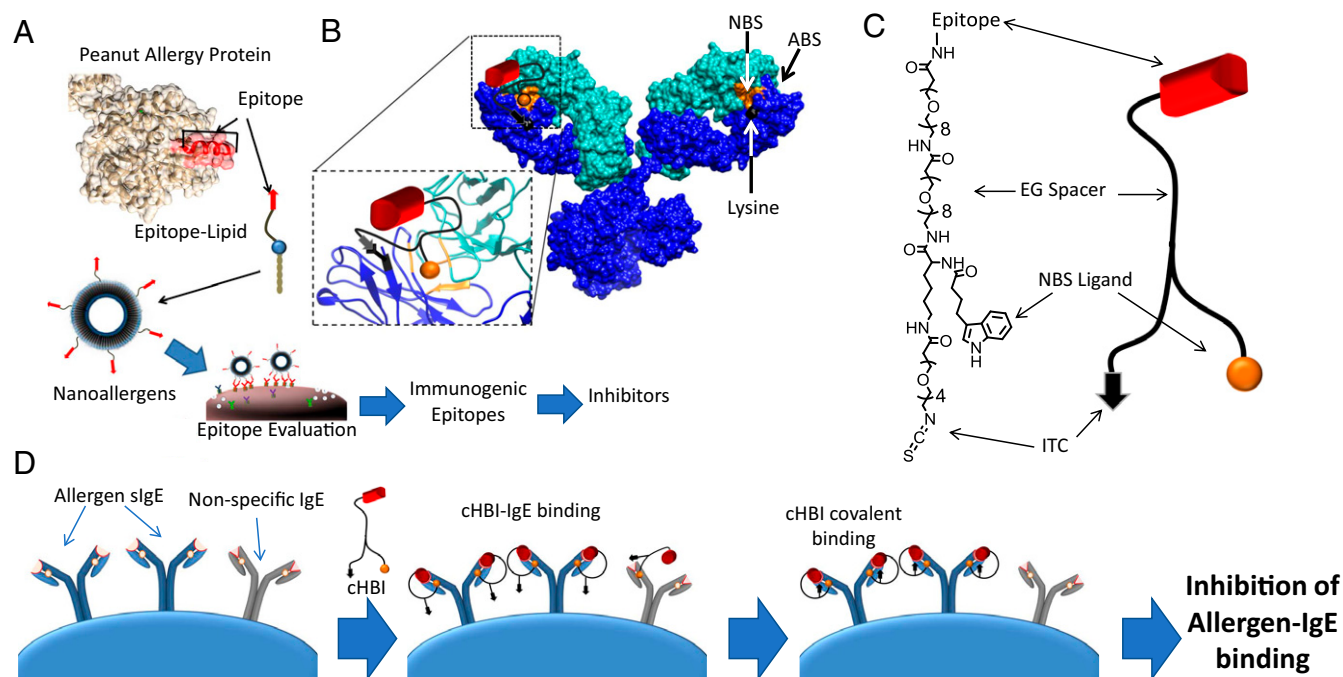 A
Peanut Allergy Protein
Epitope
Epitope-Lipid
Nanoallergens
Epitope Evaluation
Immunogenic
Epitopes
Inhibitors
B
NBS
ABS
Lysine
C
Epitope
NH
O
O
8
HN
O
O
8
NH
O
NH
O
HN
O
N
H
O
4
N
C
S
EG Spacer
NBS Ligand
ITC
D
Allergen sIgE
Non-specific IgE
cHBI
cHBI-IgE binding
cHBI covalent
binding
Inhibition of
Allergen-IgE
binding